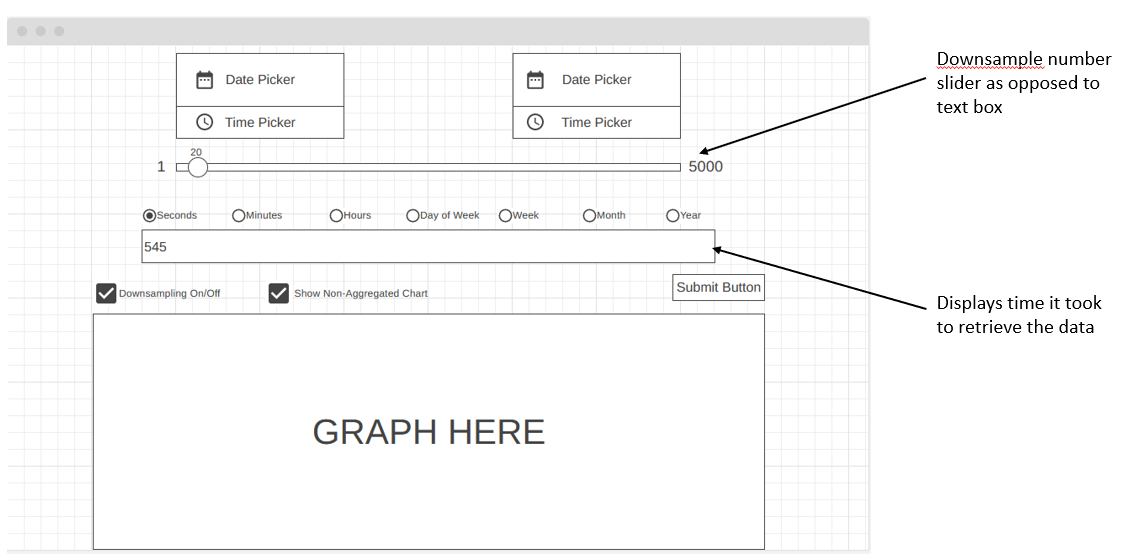 Date Picker
Date Picker
Time Picker
Time Picker
Downsample number
slider as opposed to
text box
20
1
5000
Seconds
Minutes
Hours
Day of Week
Week
Month
Year
545
Downsampling On/Off
Show Non-Aggregated Chart
Submit Button
Displays time it took
to retrieve the data
GRAPH HERE